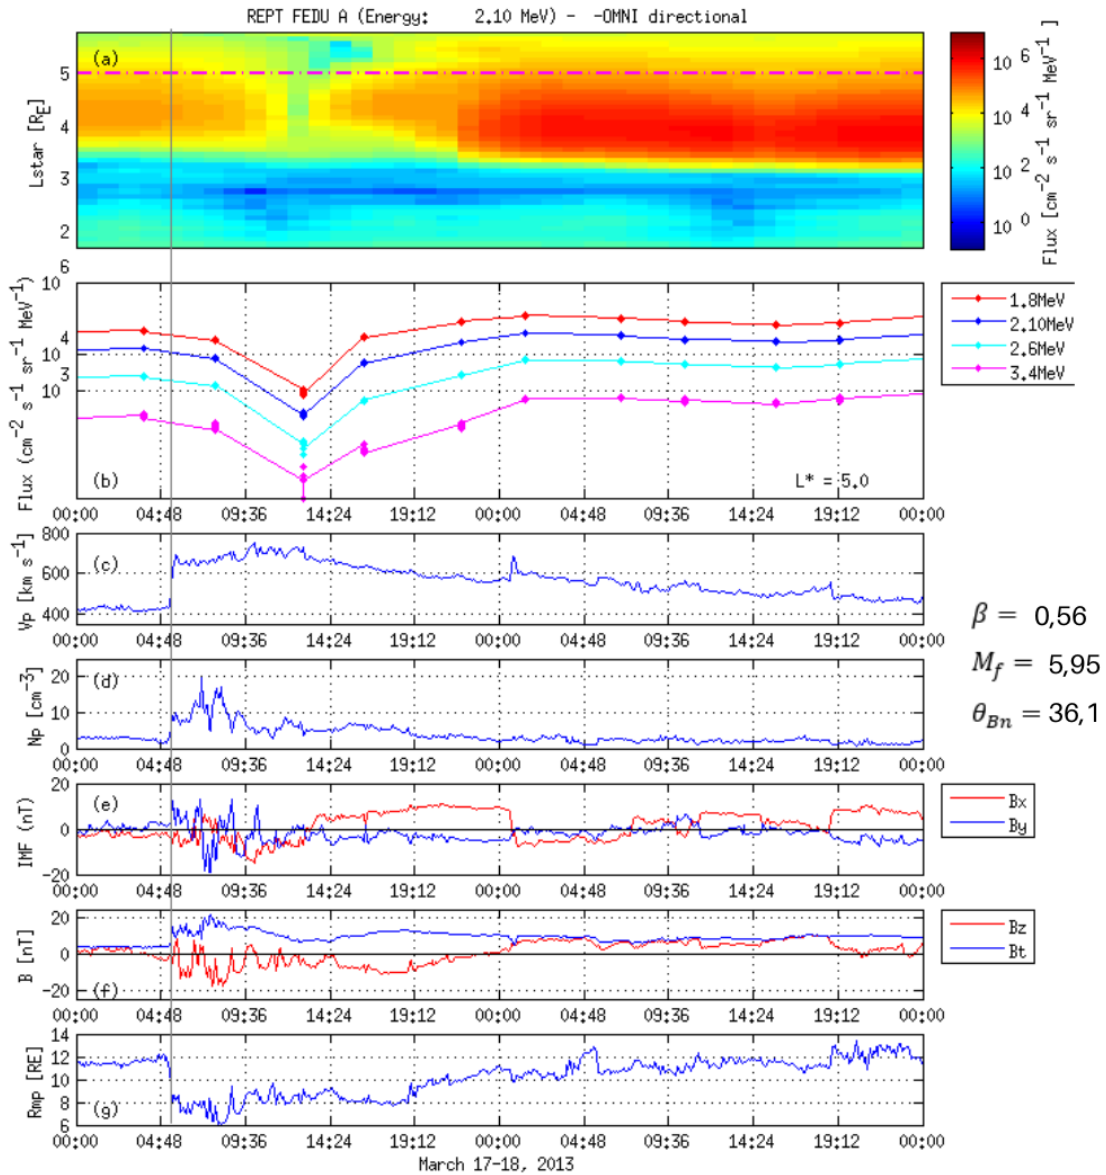 REPT FEDU A (Energy: 2.10 MeV) - -OMNI directional
(a)
Lstar [RE]
5
4
3
2
10 6
10 4
10 2
10 0
Flux [cm-2 s-1 sr-1 MeV-1]
6
10
4
10
3
10
Flux (cm-2 s-1 sr-1 MeV-1)
(b)
L* = 5.0
1.8MeV
2.10MeV
2.6MeV
3.4MeV
00:00 04:48 09:36 14:24 19:12 00:00 04:48 09:36 14:24 19:12 00:00
Vp [km s-1]
800
600
400
(c)
00:00 04:48 09:36 14:24 19:12 00:00 04:48 09:36 14:24 19:12 00:00
β = 0,56
Mf = 5,95
θBn = 36,1
Np [cm-3]
20
10
0
(d)
00:00 04:48 09:36 14:24 19:12 00:00 04:48 09:36 14:24 19:12 00:00
IMF (nT)
20
0
-20
(e)
Bx
By
00:00 04:48 09:36 14:24 19:12 00:00 04:48 09:36 14:24 19:12 00:00
B [nT]
20
0
-20
(f)
Bz
Bt
00:00 04:48 09:36 14:24 19:12 00:00 04:48 09:36 14:24 19:12 00:00
Rmp [RE]
14
12
10
8
6
(g)
00:00 04:48 09:36 14:24 19:12 00:00 04:48 09:36 14:24 19:12 00:00
March 17-18, 2013